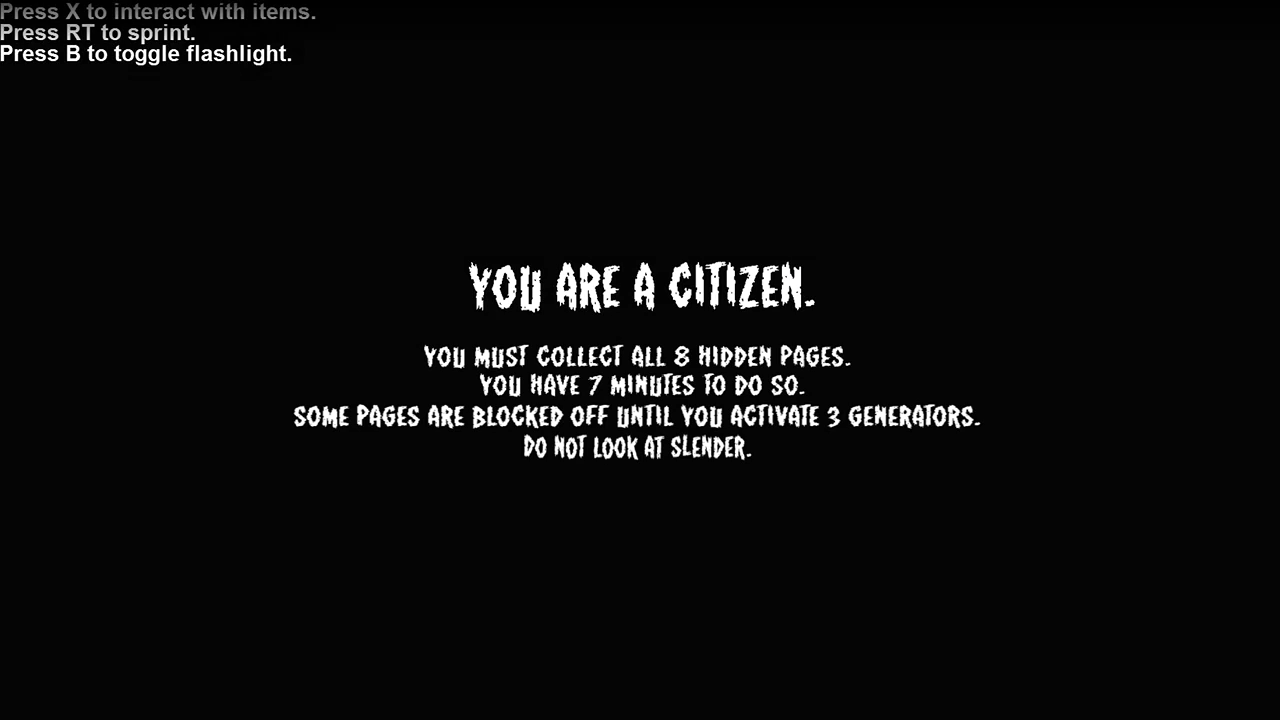 Press X to interact with items.
Press RT to sprint.
Press B to toggle flashlight.
YOU ARE A CITIZEN.
YOU MUST COLLECT ALL 8 HIDDEN PAGES.
YOU HAVE 7 MINUTES TO DO SO.
SOME PAGES ARE BLOCKED OFF UNTIL YOU ACTIVATE 3 GENERATORS.
DO NOT LOOK AT SLENDER.